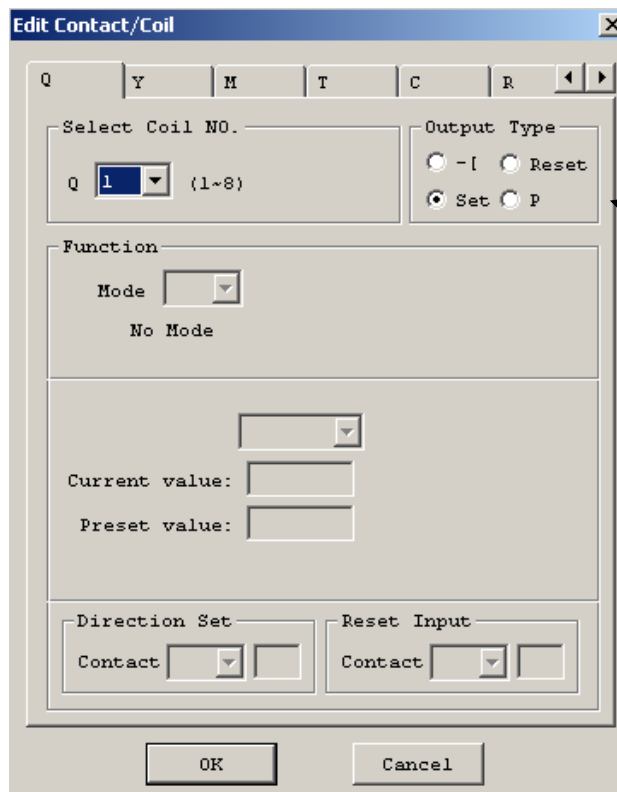 Edit Contact/Coil
Q Y M T C R
Select Coil NO.
Output Type
Q 1 (1~8)
-[ Reset
Set P
Function
Mode
No Mode
Current value:
Preset value:
Direction Set
Reset Input
Contact
Contact
OK Cancel